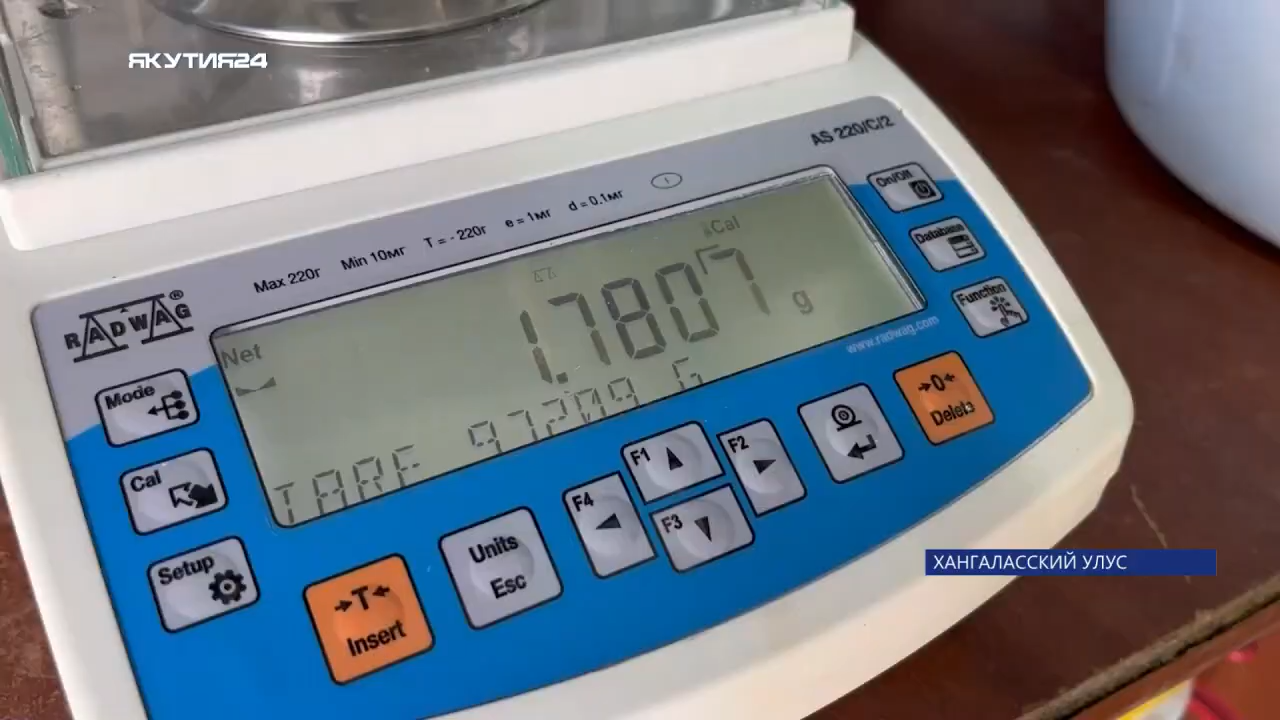 ЯКУТИЯ24
AS 220/C/2
Max 220г Min 10мг T = - 220г e = 1мг d = 0,1мг
RADWAG®
On/Off
Database
Function
Cal
Net
1.7807 g
www.radwag.com
Mode
Cal
Setup
→0←
Delete
F1
F2
F3
F4
Units
Esc
→T←
Insert
ХАНГАЛАССКИЙ УЛУС